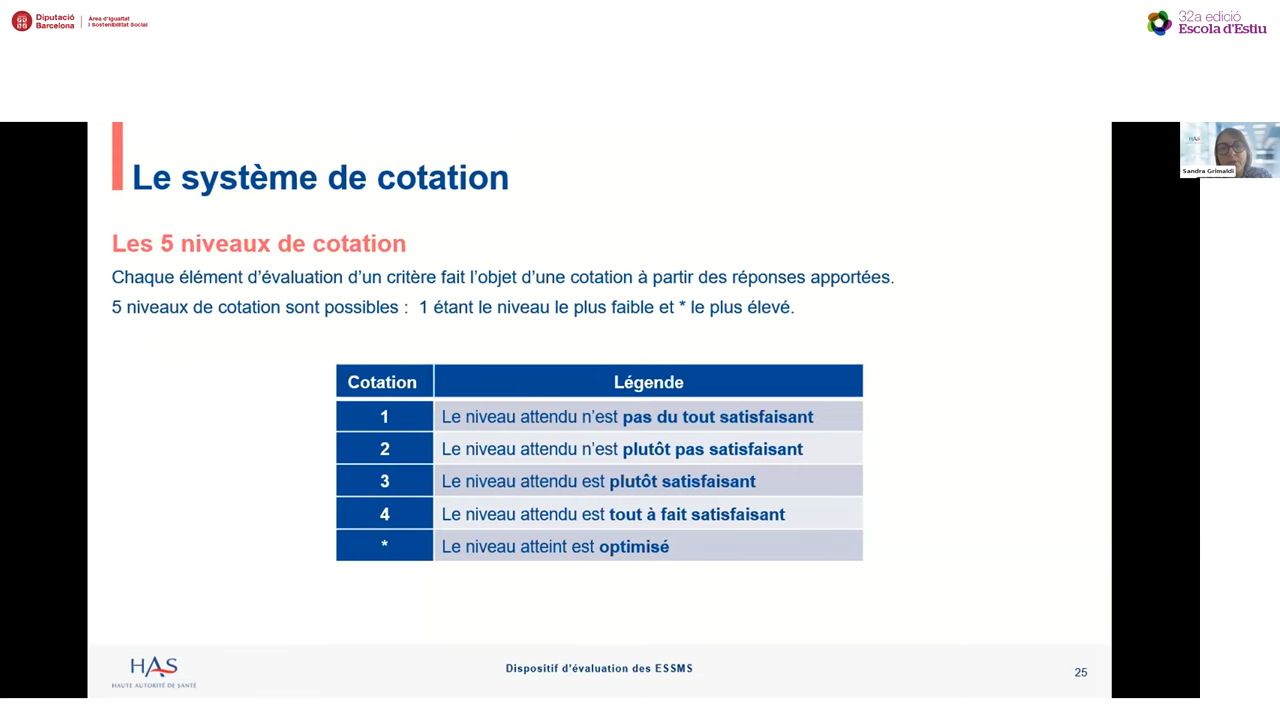 Diputació
Barcelona
Àrea d'Igualtat
i Sostenibilitat Social
32a edició
Escola d'Estiu
HAS
Sandra Grimaldi
Le système de cotation
Les 5 niveaux de cotation
Chaque élément d'évaluation d'un critère fait l'objet d'une cotation à partir des réponses apportées.
5 niveaux de cotation sont possibles : 1 étant le niveau le plus faible et * le plus élevé.
Cotation Légende
1 Le niveau attendu n'est pas du tout satisfaisant
2 Le niveau attendu n'est plutôt pas satisfaisant
3 Le niveau attendu est plutôt satisfaisant
4 Le niveau attendu est tout à fait satisfaisant
* Le niveau atteint est optimisé
HAS
HAUTE AUTORITÉ DE SANTÉ
Dispositif d'évaluation des ESSMS
25